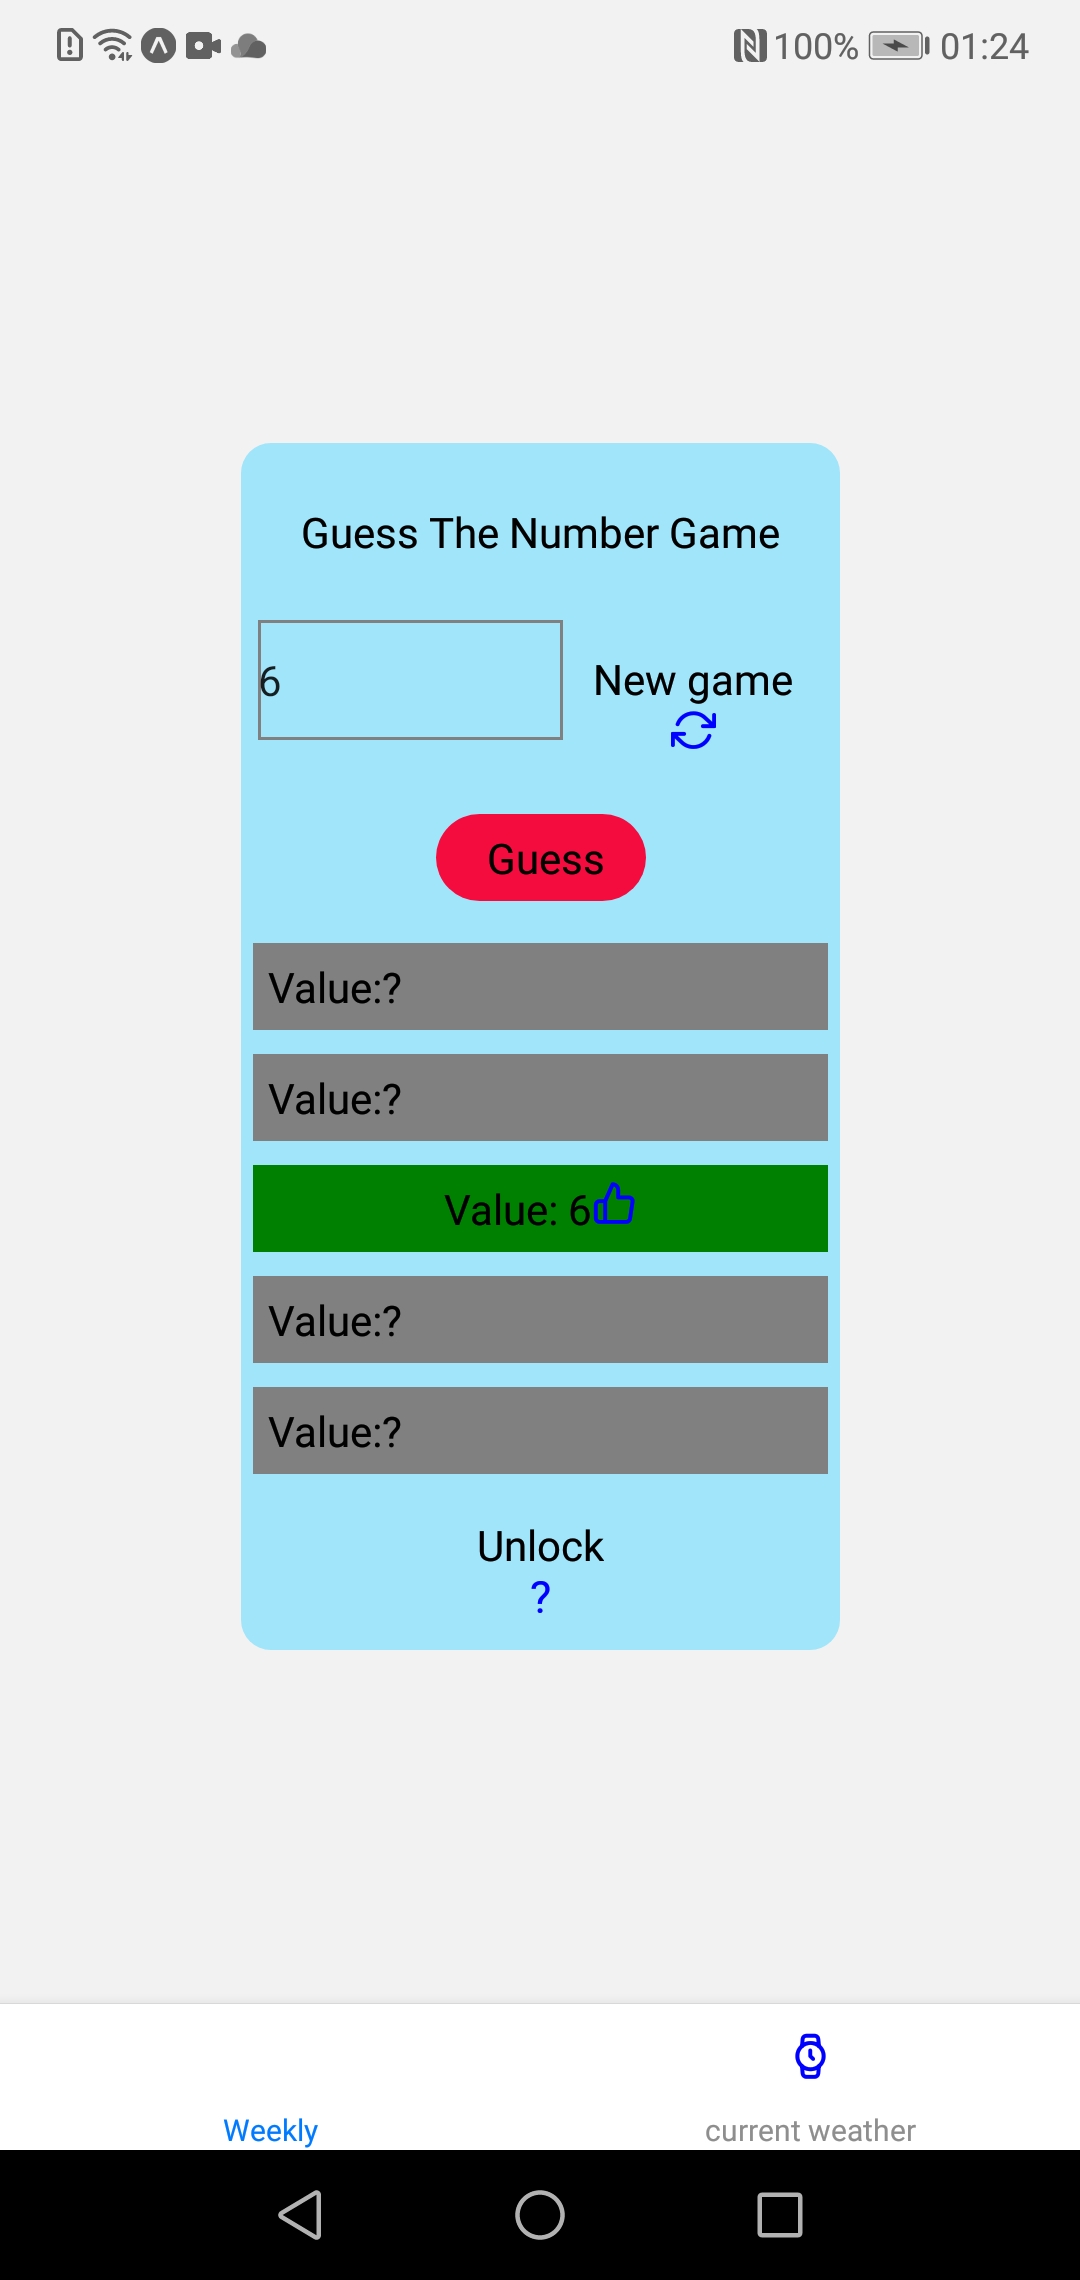 100% 01:24
Guess The Number Game
6
New game
Guess
Value:?
Value:?
Value: 6
Value:?
Value:?
Unlock
?
Weekly
current weather